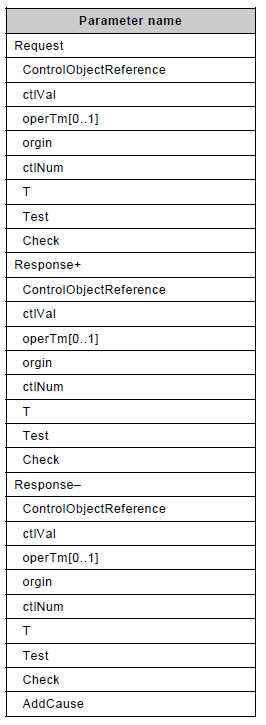 Parameter name
Request
ControlObjectReference
ctlVal
operTm[0..1]
orgin
ctlNum
T
Test
Check
Response+
ControlObjectReference
ctlVal
operTm[0..1]
orgin
ctlNum
T
Test
Check
Response–
ControlObjectReference
ctlVal
operTm[0..1]
orgin
ctlNum
T
Test
Check
AddCause